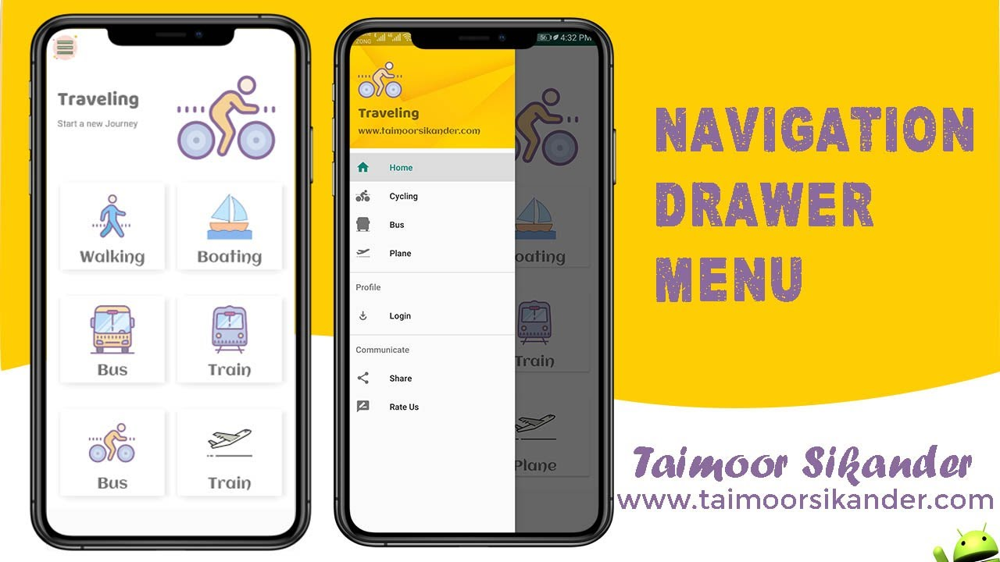 Traveling
Start a new Journey
Walking
Boating
Bus
Train
Bus
Train
ZONG
56
4:32 PM
Traveling
www.taimoorsikander.com
Home
Cycling
Bus
Plane
Profile
Login
Communicate
Share
Rate Us
oating
Train
Plane
NAVIGATION
DRAWER
MENU
Taimoor Sikander
www.taimoorsikander.com